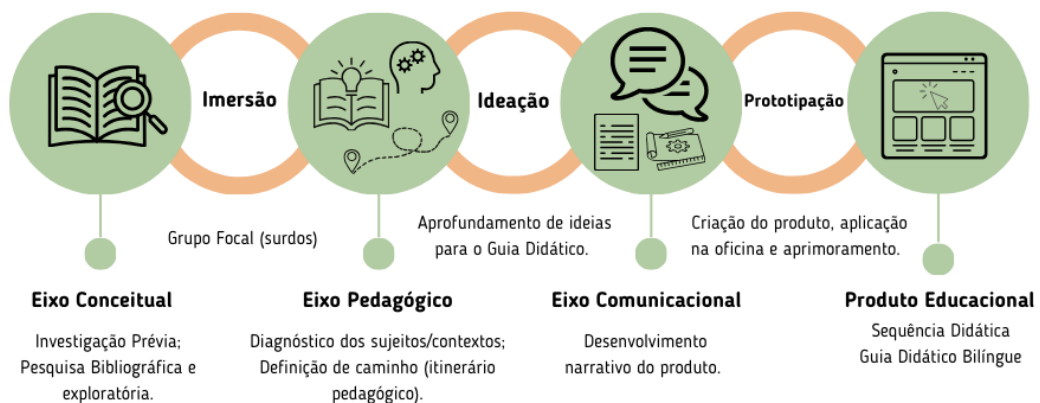 Imersão
Ideação
Prototipação
Grupo Focal (surdos)
Aprofundamento de ideias
para o Guia Didático.
Criação do produto, aplicação
na oficina e aprimoramento.
Eixo Conceitual
Investigação Prévia;
Pesquisa Bibliográfica e
exploratória.
Eixo Pedagógico
Diagnóstico dos sujeitos/contextos;
Definição de caminho (itinerário
pedagógico).
Eixo Comunicacional
Desenvolvimento
narrativo do produto.
Produto Educacional
Sequência Didática
Guia Didático Bilíngue